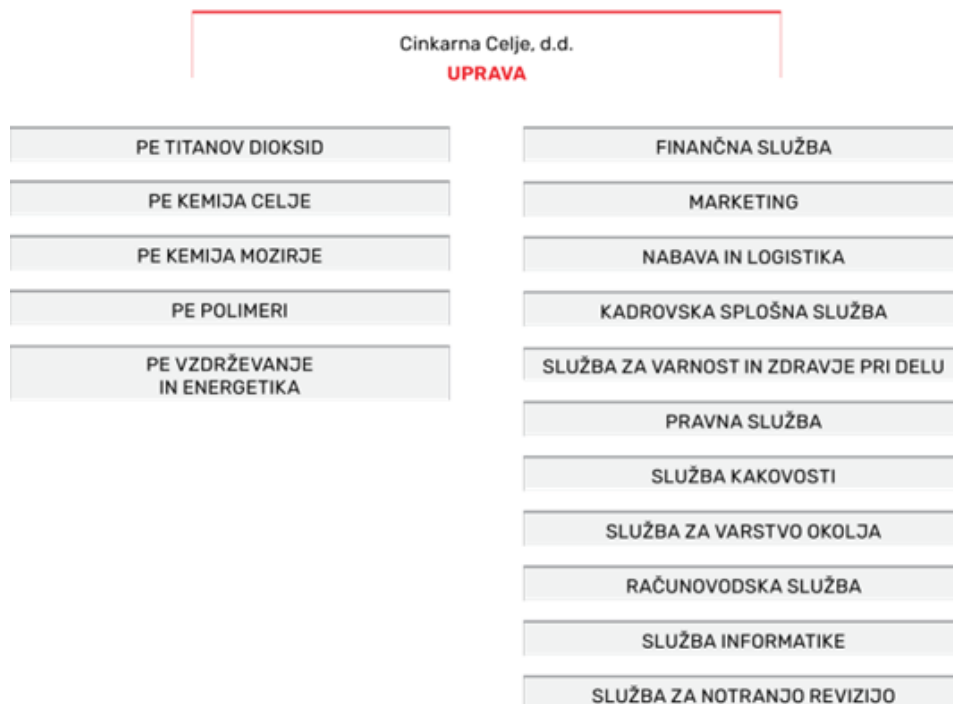 Cinkarna Celje, d.d.
UPRAVA
PE TITANOV DIOKSID
PE KEMIJA CELJE
PE KEMIJA MOZIRJE
PE POLIMERI
PE VZDRŽEVANJE
IN ENERGETIKA
FINANČNA SLUŽBA
MARKETING
NABAVA IN LOGISTIKA
KADROVSKA SPLOŠNA SLUŽBA
SLUŽBA ZA VARNOST IN ZDRAVJE PRI DELU
PRAVNA SLUŽBA
SLUŽBA KAKOVOSTI
SLUŽBA ZA VARSTVO OKOLJA
RAČUNOVODSKA SLUŽBA
SLUŽBA INFORMATIKE
SLUŽBA ZA NOTRANJO REVIZIJO